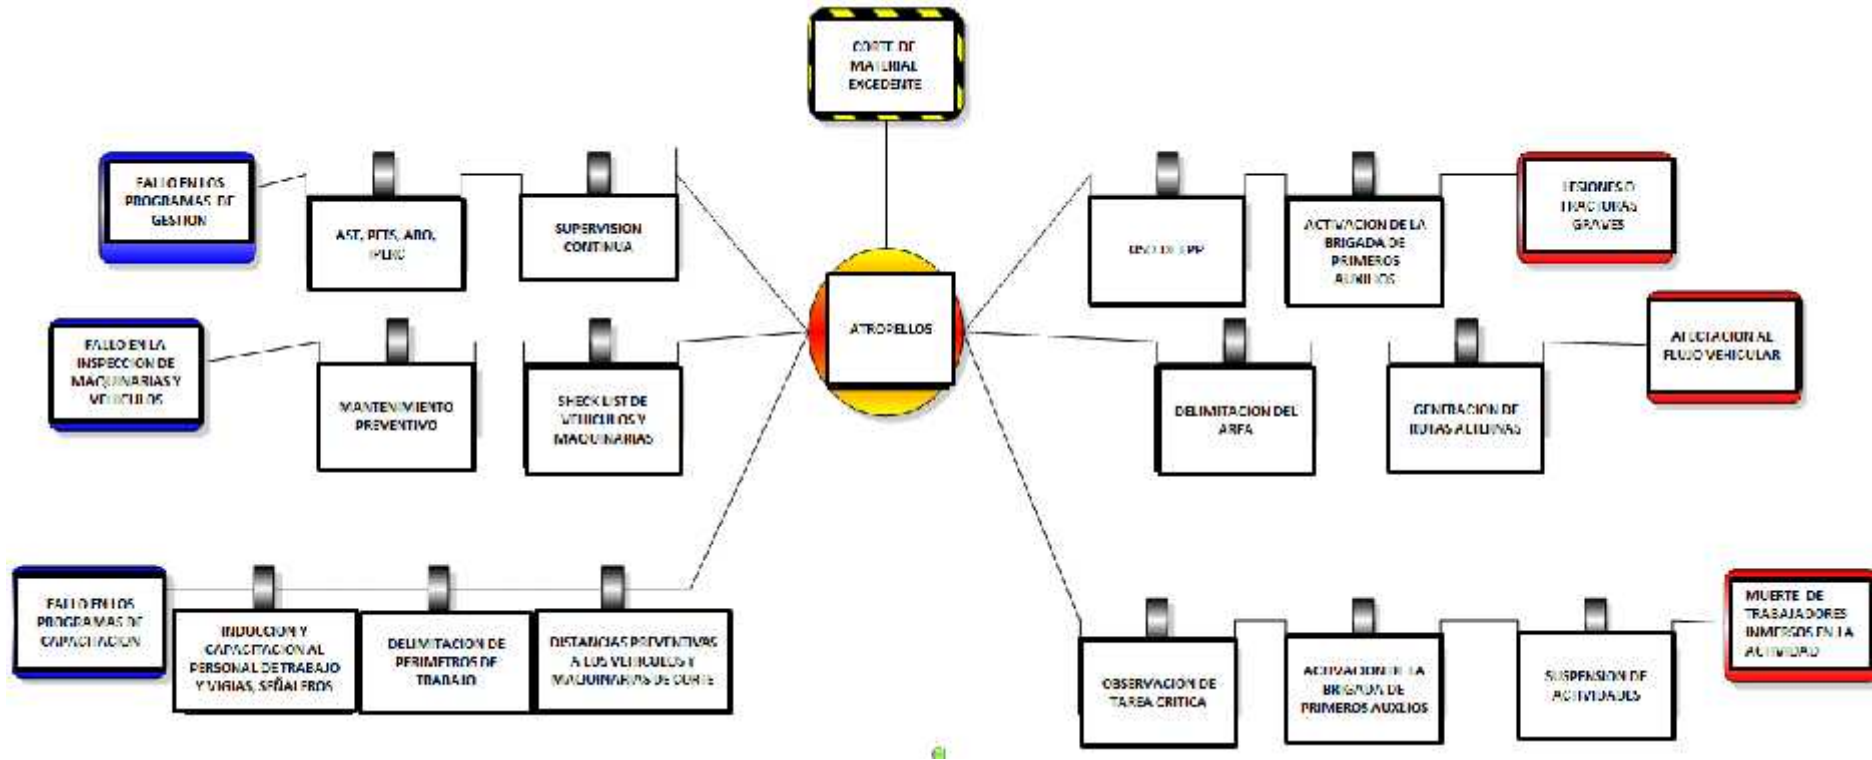 CORTE DE
MATERIAL
EXCEDENTE
FALLO EN LOS
PROGRAMAS DE
GESTION
AST, PETS, ARO,
IPERC
SUPERVISION
CONTINUA
USO DE EPP
ACTIVACION DE LA
BRIGADA DE
PRIMEROS
AUXILIOS
LESIONES O
FRACTURAS
GRAVES
FALLO EN LA
INSPECCION DE
MAQUINARIAS Y
VEHICULOS
MANTENIMIENTO
PREVENTIVO
SHECK LIST DE
VEHICULOS Y
MAQUINARIAS
ATROPELLOS
DELIMITACION DEL
AREA
GENERACION DE
RUTAS ALTERNAS
AFECTACION AL
FLUJO VEHICULAR
FALLO EN LOS
PROGRAMAS DE
CAPACITACION
INDUCCION Y
CAPACITACION AL
PERSONAL DE TRABAJO
Y VIGIAS, SEÑALEROS
DELIMITACION DE
PERIMETROS DE
TRABAJO
DISTANCIAS PREVENTIVAS
A LOS VEHICULOS Y
MAQUINARIAS DE CORTE
OBSERVACION DE
TAREA CRITICA
ACTIVACION DE LA
BRIGADA DE
PRIMEROS AUXLIOS
SUSPENSION DE
ACTIVIDADES
MUERTE DE
TRABAJADORES
INMERSOS EN LA
ACTIVIDAD